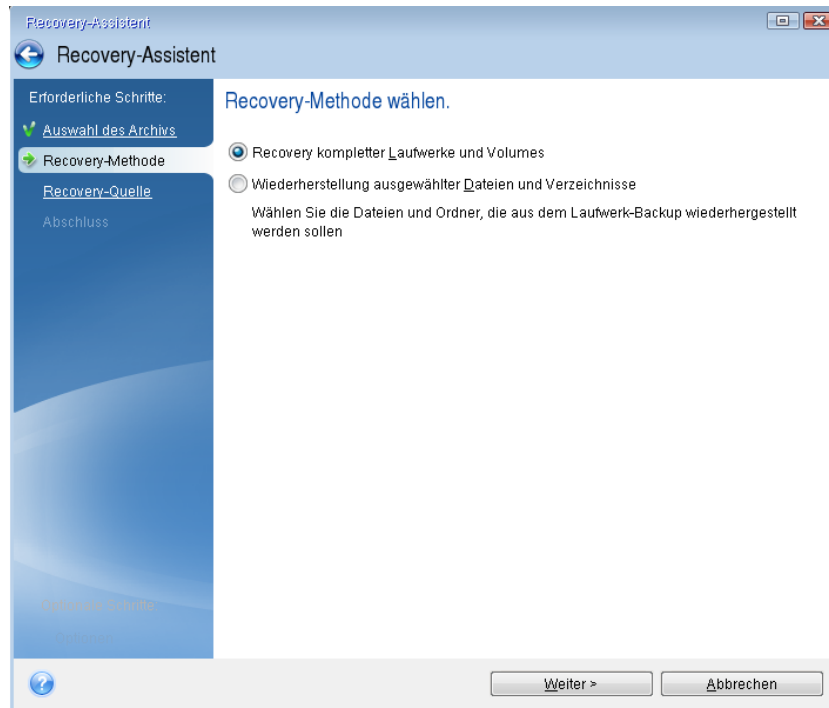 Recovery-Assistent
Recovery-Assistent
Erforderliche Schritte:
Auswahl des Archivs
Recovery-Methode
Recovery-Quelle
Abschluss
Recovery-Methode wählen.
Recovery kompletter Laufwerke und Volumes
Wiederherstellung ausgewählter Dateien und Verzeichnisse
Wählen Sie die Dateien und Ordner, die aus dem Laufwerk-Backup wiederhergestellt
werden sollen
Weiter >
Abbrechen